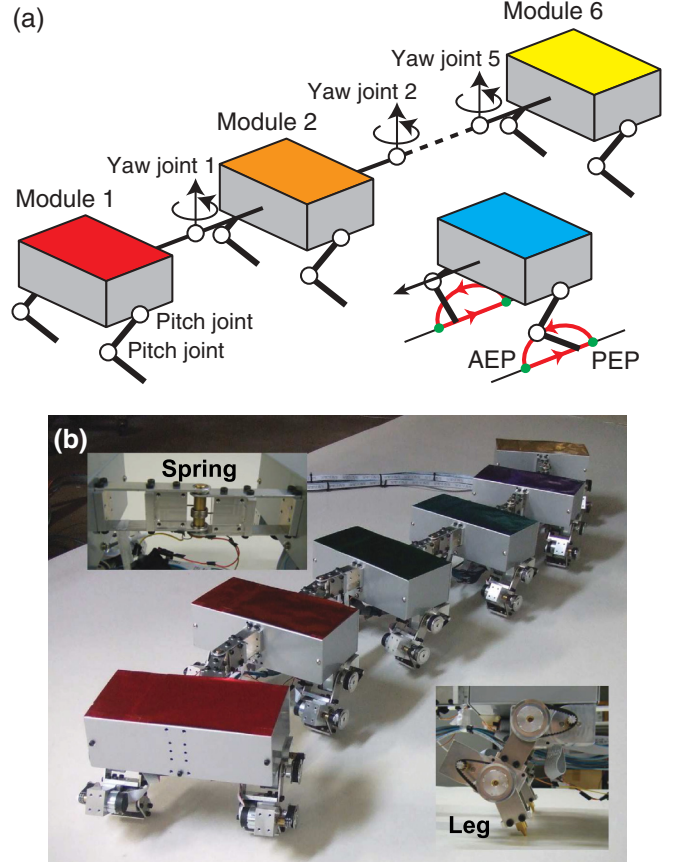 (a)
Module 6
Yaw joint 5
Yaw joint 2
Module 2
Yaw joint 1
Module 1
Pitch joint
Pitch joint
AEP
PEP
(b)
Spring
Leg